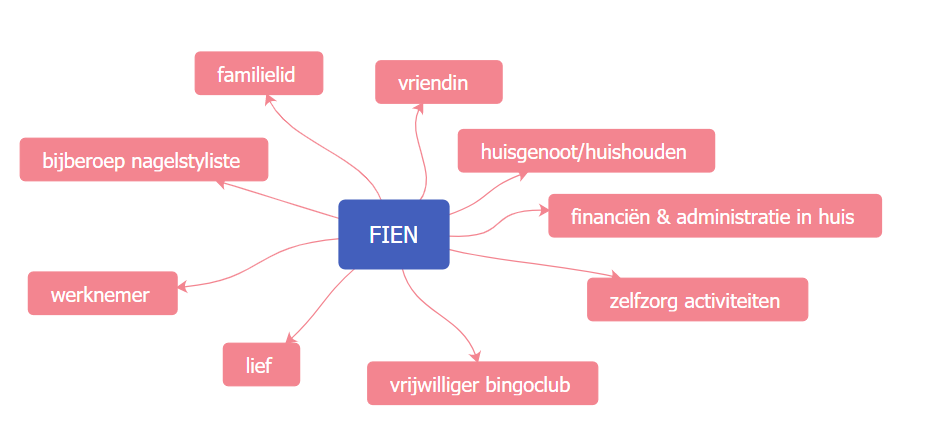 familielid
vriendin
bijberoep nagelstyliste
huisgenoot/huishouden
financiën & administratie in huis
FIEN
werknemer
zelfzorg activiteiten
lief
vrijwilliger bingoclub